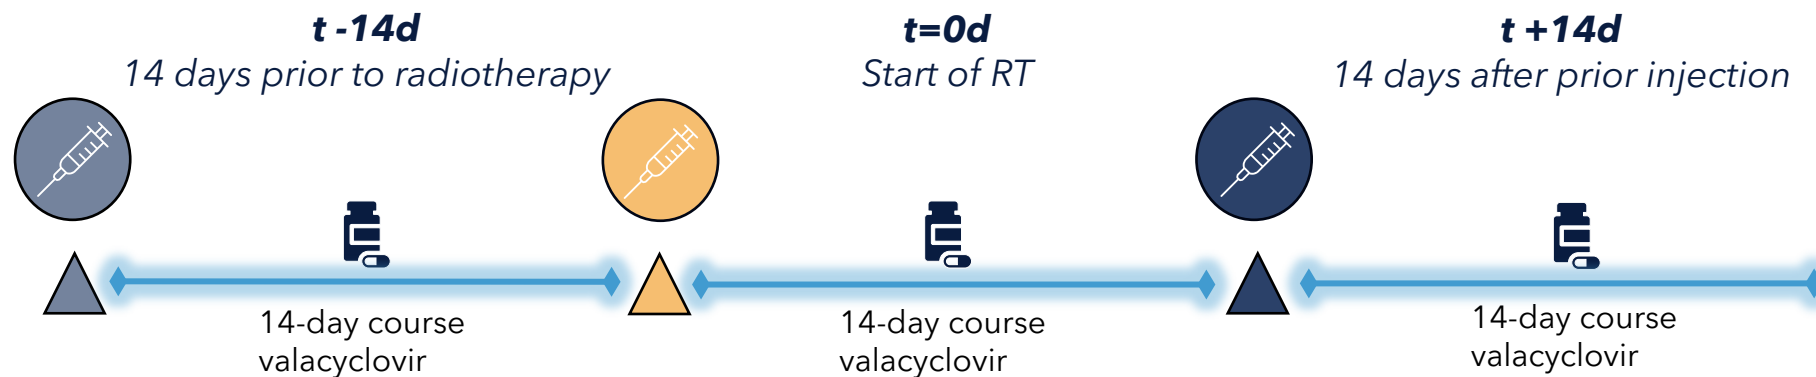 t -14d
14 days prior to radiotherapy
t=0d
Start of RT
t +14d
14 days after prior injection
14-day course
valacyclovir
14-day course
valacyclovir
14-day course
valacyclovir